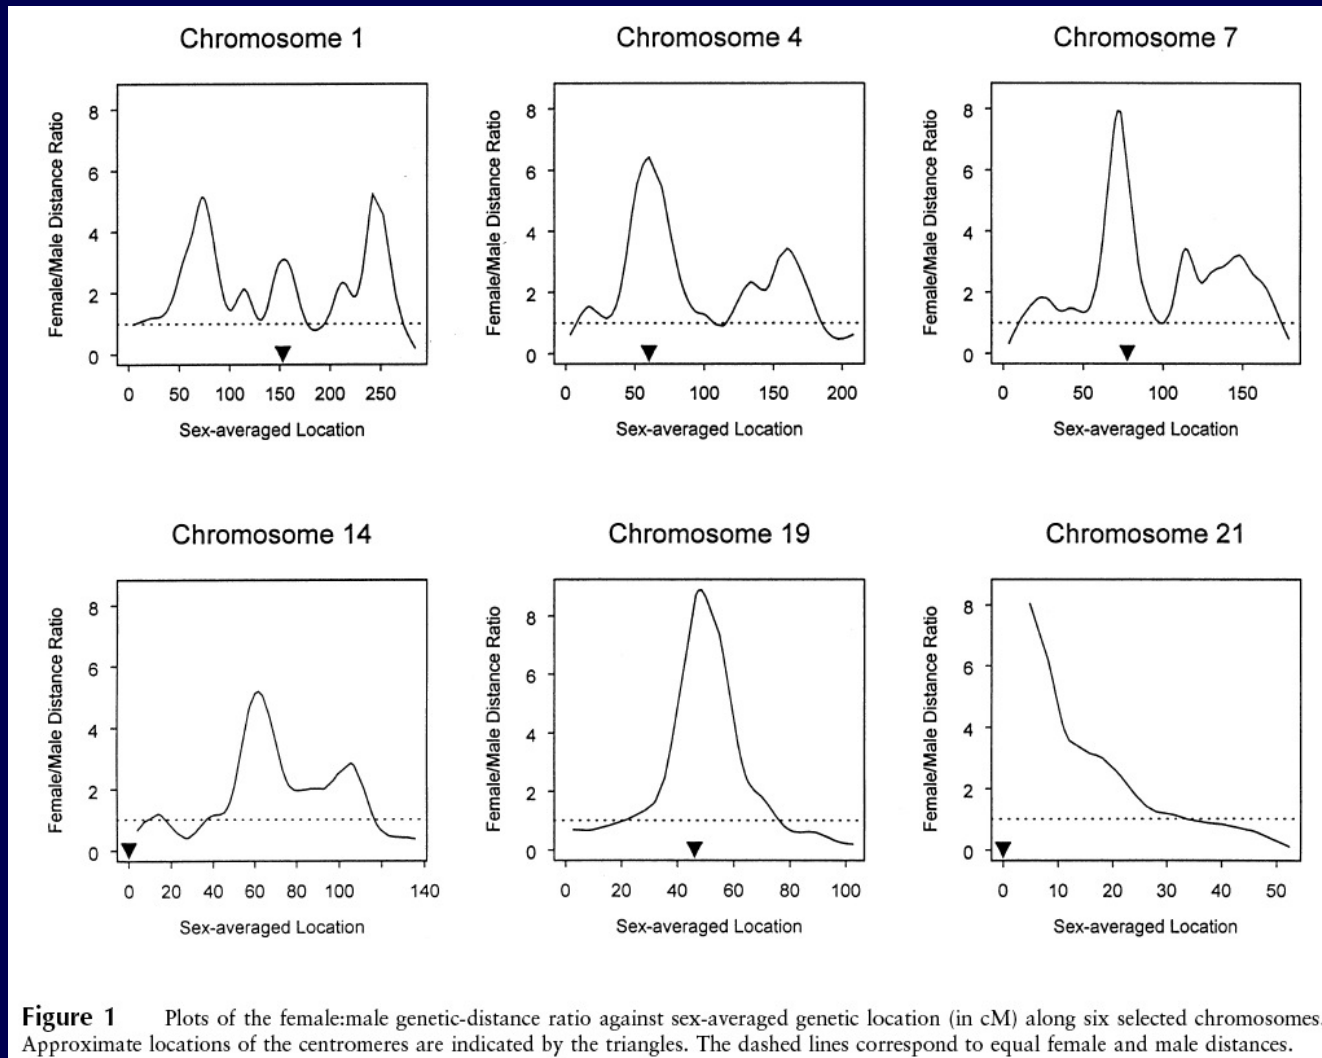 Chromosome 1
Female/Male Distance Ratio
8
6
4
2
0
0 50 100 150 200 250
Sex-averaged Location
Chromosome 4
Female/Male Distance Ratio
8
6
4
2
0
0 50 100 150 200
Sex-averaged Location
Chromosome 7
Female/Male Distance Ratio
8
6
4
2
0
0 50 100 150
Sex-averaged Location
Chromosome 14
Female/Male Distance Ratio
8
6
4
2
0
0 20 40 60 80 100 140
Sex-averaged Location
Chromosome 19
Female/Male Distance Ratio
8
6
4
2
0
0 20 40 60 80 100
Sex-averaged Location
Chromosome 21
Female/Male Distance Ratio
8
6
4
2
0
0 10 20 30 40 50
Sex-averaged Location
Figure 1 Plots of the female:male genetic-distance ratio against sex-averaged genetic location (in cM) along six selected chromosomes.
Approximate locations of the centromeres are indicated by the triangles. The dashed lines correspond to equal female and male distances.